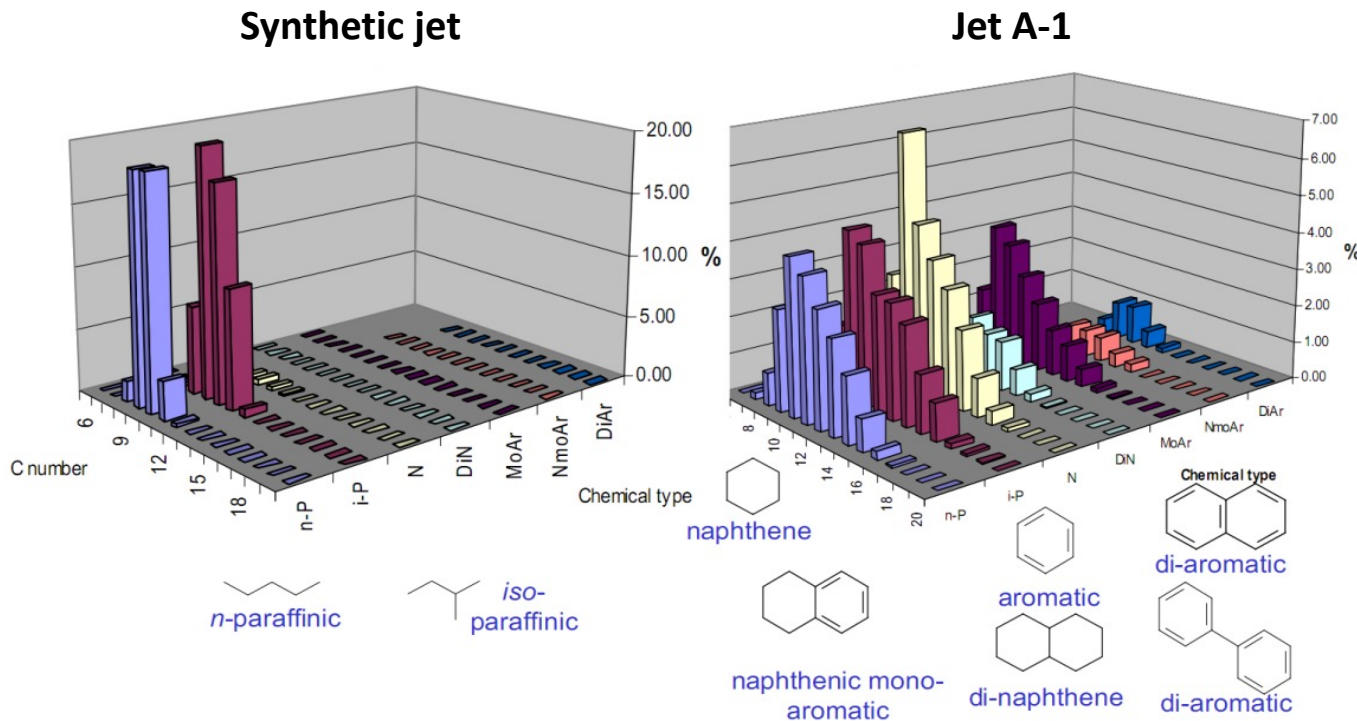 Synthetic jet
Jet A-1
20.00
15.00
10.00
5.00
0.00
%
6
9
12
15
18
C number
n-P
i-P
N
DiN
MoAr
NmoAr
DiAr
Chemical type
7.00
6.00
5.00
4.00
3.00
2.00
1.00
0.00
%
8
10
12
14
16
18
20
n-P
i-P
N
DiN
MoAr
NmoAr
DiAr
Chemical type
naphthene
aromatic
di-aromatic
n-paraffinic
iso-
paraffinic
naphthenic mono-
aromatic
di-naphthene
di-aromatic